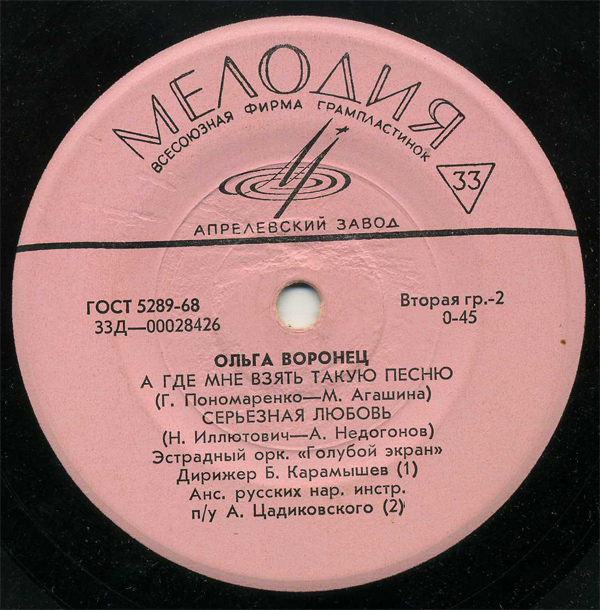 МЕЛОДИЯ
ВСЕСОЮЗНАЯ ФИРМА ГРАМПЛАСТИНОК
33
АПРЕЛЕВСКИЙ ЗАВОД
ГОСТ 5289-68
33Д—00028426
Вторая гр.-2
0-45
ОЛЬГА ВОРОНЕЦ
А ГДЕ МНЕ ВЗЯТЬ ТАКУЮ ПЕСНЮ
(Г. Пономаренко—М. Агашина)
СЕРЬЕЗНАЯ ЛЮБОВЬ
(Н. Иллютович—А. Недогонов)
Эстрадный орк. «Голубой экран»
Дирижер Б. Карамышев (1)
Анс. русских нар. инстр.
п/у А. Цадиковского (2)